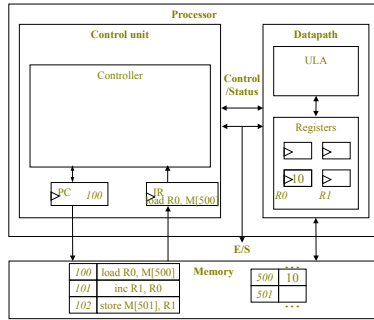 Processor
Control unit
Datapath
Controller
ULA
Control
/Status
Registers
PC
100
IR
load R0, M[500]
10
R0
R1
E/S
Memory
100 load R0, M[500]
101 inc R1, R0
102 store M[501], R1
...
500 10
501
...